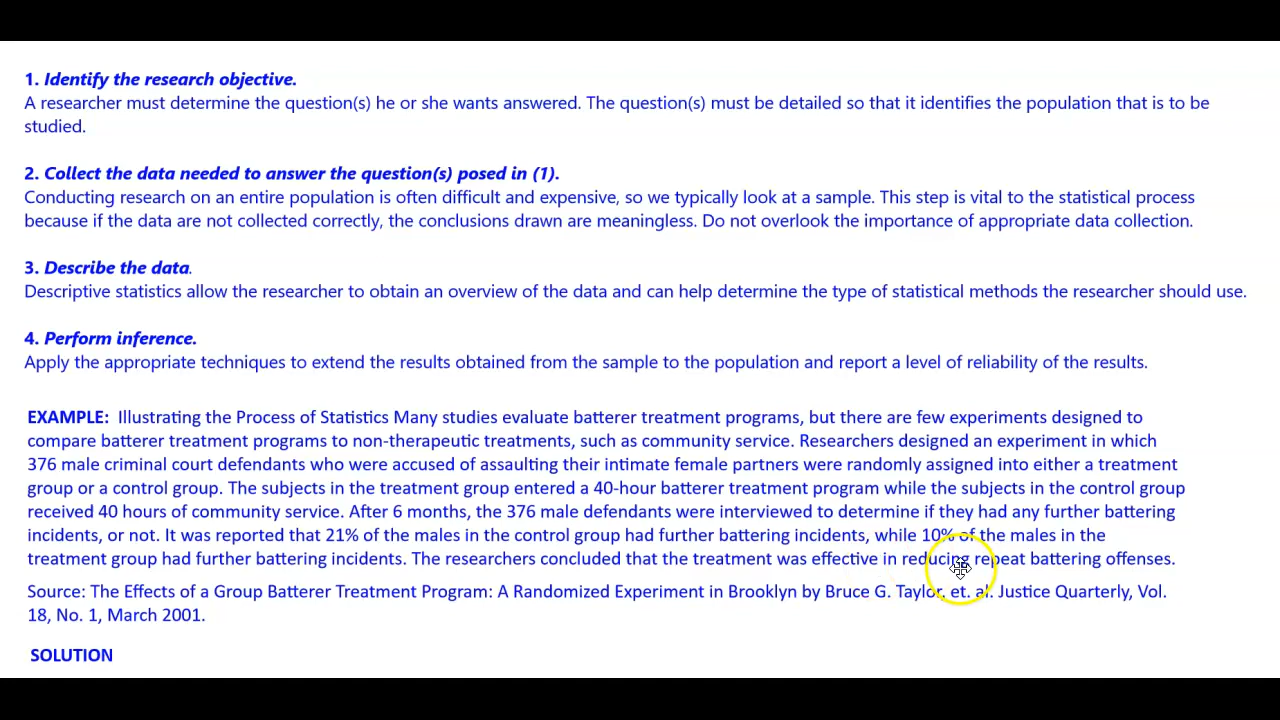 1. Identify the research objective.
A researcher must determine the question(s) he or she wants answered. The question(s) must be detailed so that it identifies the population that is to be
studied.
2. Collect the data needed to answer the question(s) posed in (1).
Conducting research on an entire population is often difficult and expensive, so we typically look at a sample. This step is vital to the statistical process
because if the data are not collected correctly, the conclusions drawn are meaningless. Do not overlook the importance of appropriate data collection.
3. Describe the data.
Descriptive statistics allow the researcher to obtain an overview of the data and can help determine the type of statistical methods the researcher should use.
4. Perform inference.
Apply the appropriate techniques to extend the results obtained from the sample to the population and report a level of reliability of the results.
EXAMPLE: Illustrating the Process of Statistics Many studies evaluate batterer treatment programs, but there are few experiments designed to
compare batterer treatment programs to non-therapeutic treatments, such as community service. Researchers designed an experiment in which
376 male criminal court defendants who were accused of assaulting their intimate female partners were randomly assigned into either a treatment
group or a control group. The subjects in the treatment group entered a 40-hour batterer treatment program while the subjects in the control group
received 40 hours of community service. After 6 months, the 376 male defendants were interviewed to determine if they had any further battering
incidents, or not. It was reported that 21% of the males in the control group had further battering incidents, while 10% of the males in the
treatment group had further battering incidents. The researchers concluded that the treatment was effective in reducing repeat battering offenses.
Source: The Effects of a Group Batterer Treatment Program: A Randomized Experiment in Brooklyn by Bruce G. Taylor, et. al. Justice Quarterly, Vol.
18, No. 1, March 2001.
SOLUTION